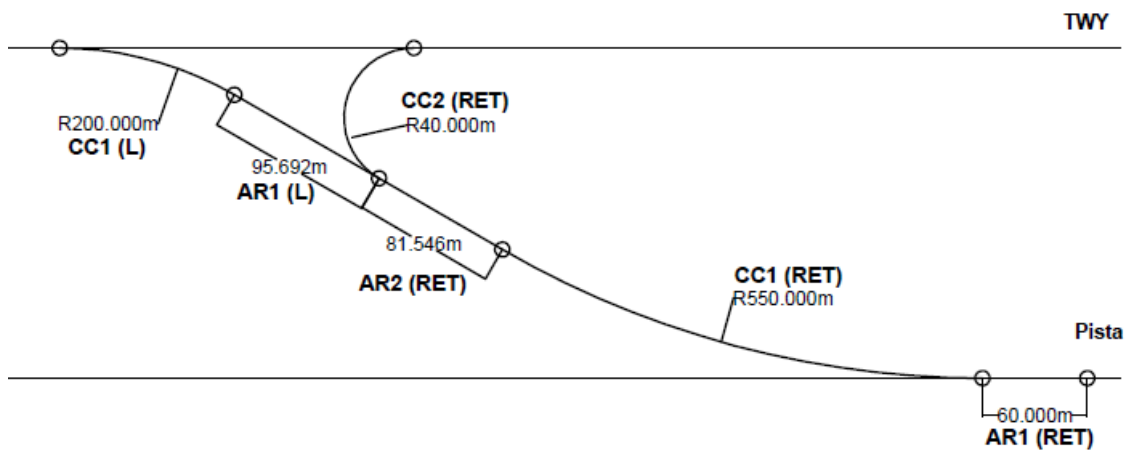 TWY
CC2 (RET)
R40.000m
R200.000m
CC1 (L)
95.692m
AR1 (L)
81.546m
AR2 (RET)
CC1 (RET)
R550.000m
Pista
60.000m
AR1 (RET)